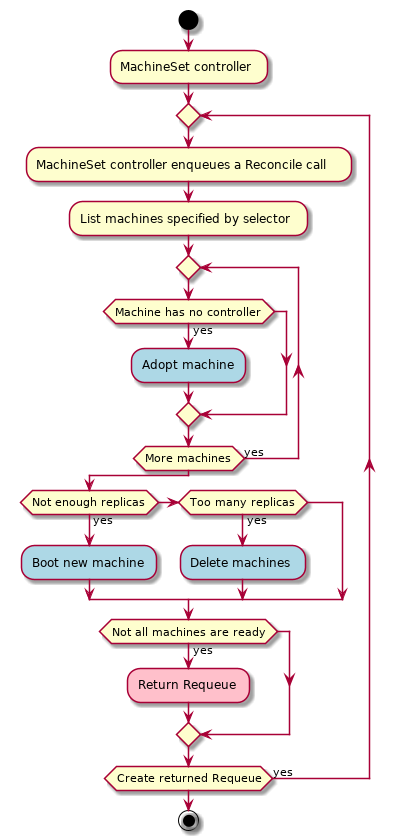 MachineSet controller
MachineSet controller enqueues a Reconcile call
List machines specified by selector
Machine has no controller
yes
Adopt machine
More machines
yes
Not enough replicas
Too many replicas
yes
yes
Boot new machine
Delete machines
Not all machines are ready
yes
Return Requeue
Create returned Requeue
yes